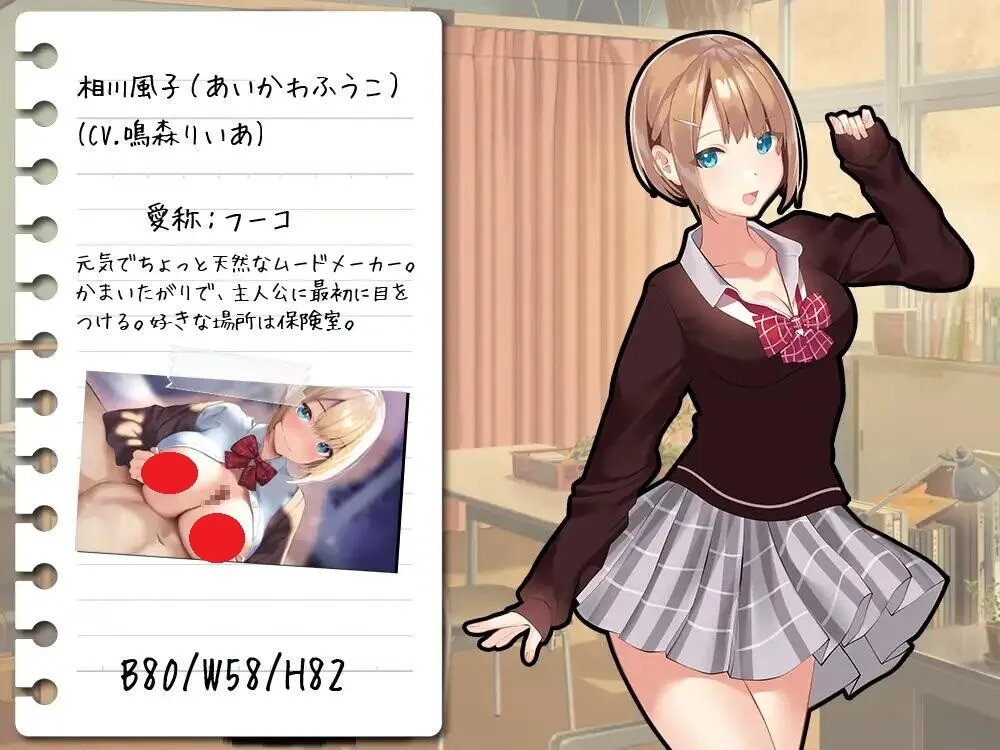 相川風子(あいかわふうこ)
(CV.鳴森りいあ)
愛称:フーコ
元気でちょっと天然なムードメーカー。
かまいたがりで、主人公に最初に目を
つける。好きな場所は保険室。
B80/W58/H82